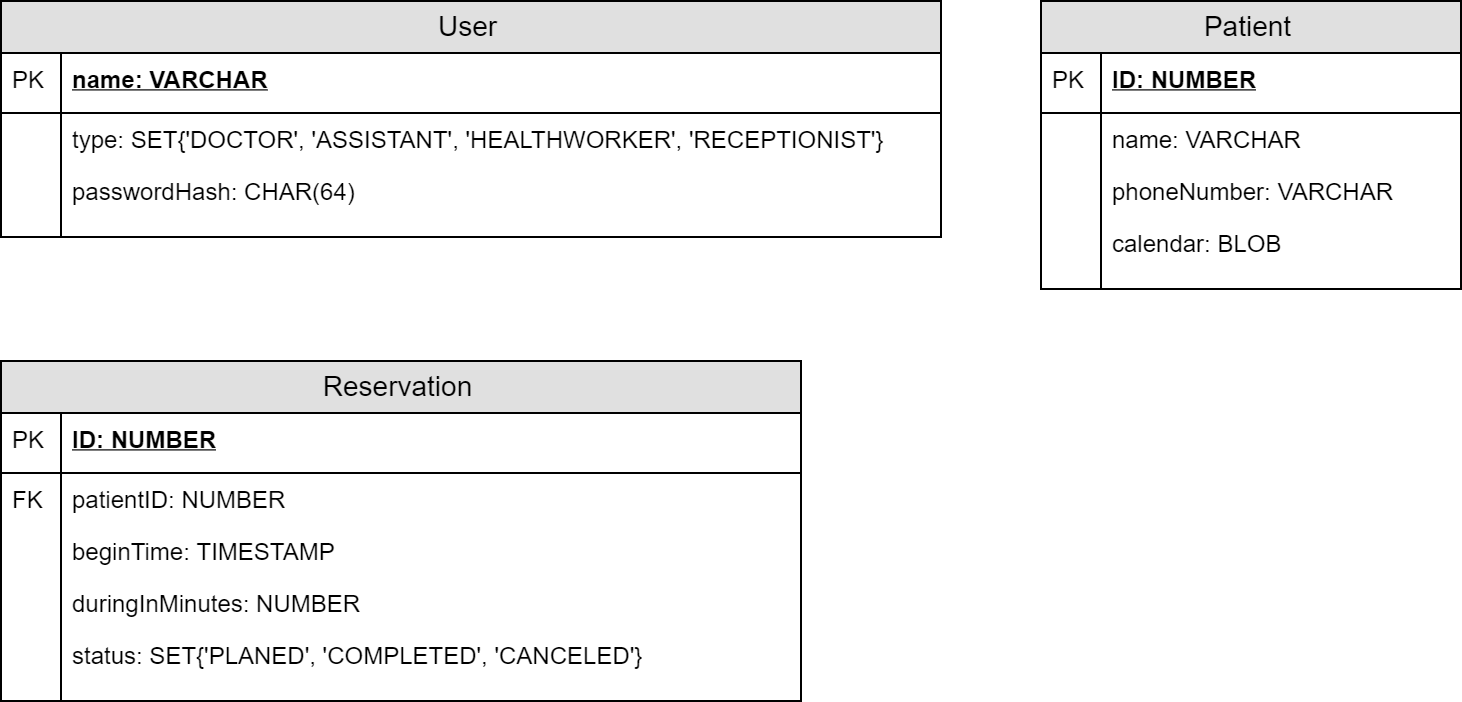 User
PK name: VARCHAR
type: SET{'DOCTOR', 'ASSISTANT', 'HEALTHWORKER', 'RECEPTIONIST'}
passwordHash: CHAR(64)
Patient
PK ID: NUMBER
name: VARCHAR
phoneNumber: VARCHAR
calendar: BLOB
Reservation
PK ID: NUMBER
FK patientID: NUMBER
beginTime: TIMESTAMP
duringInMinutes: NUMBER
status: SET{'PLANED', 'COMPLETED', 'CANCELED'}